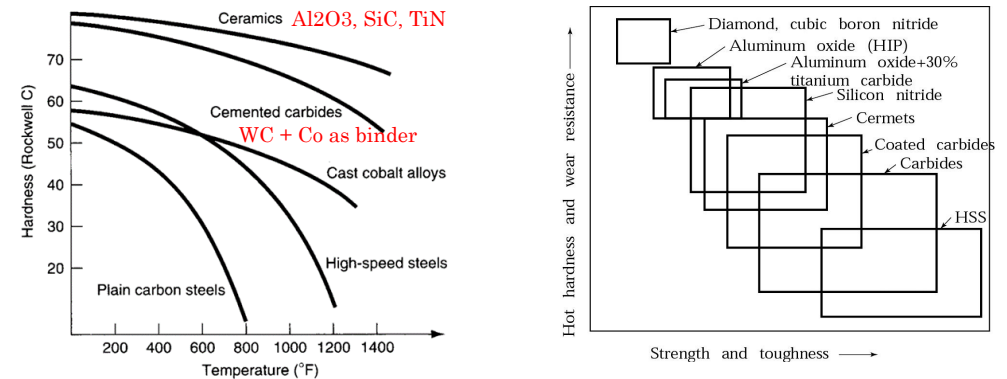 Ceramics Al2O3, SiC, TiN
Cemented carbides
WC + Co as binder
Cast cobalt alloys
High-speed steels
Plain carbon steels
Hardness (Rockwell C)
70
60
50
40
30
20
200 400 600 800 1000 1200 1400
Temperature (°F)
Diamond, cubic boron nitride
Aluminum oxide (HIP)
Aluminum oxide+30%
titanium carbide
Silicon nitride
Cermets
Coated carbides
Carbides
HSS
Hot hardness and wear resistance
Strength and toughness